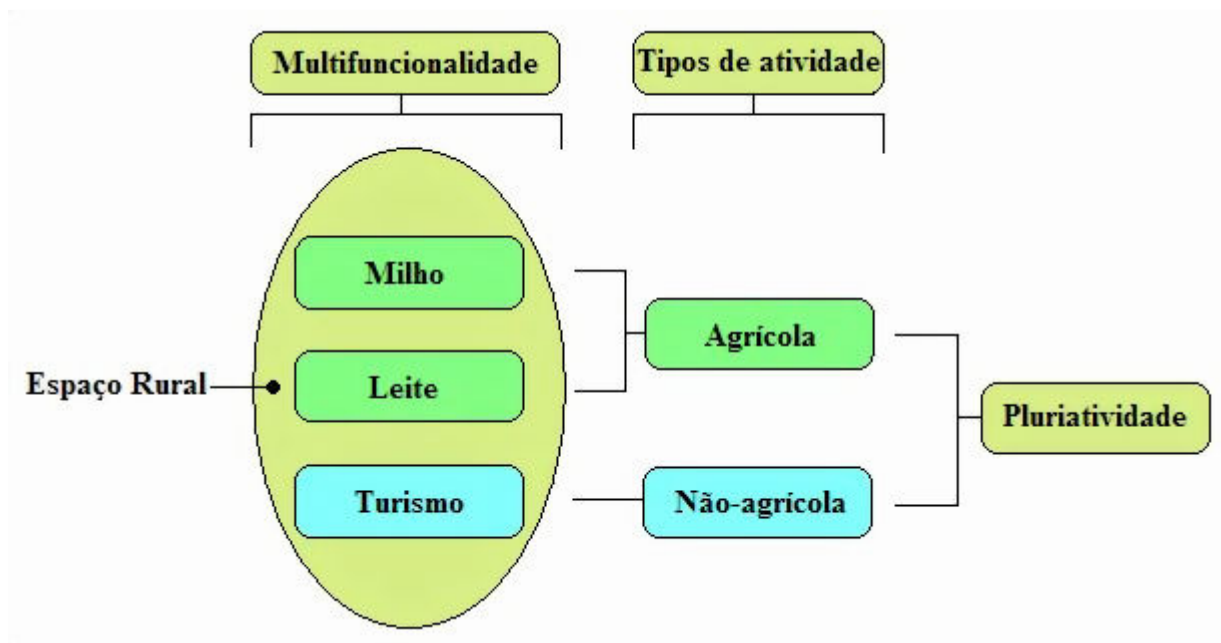 Multifuncionalidade
Tipos de atividade
Milho
Agrícola
Espaço Rural
Leite
Pluriatividade
Turismo
Não-agrícola